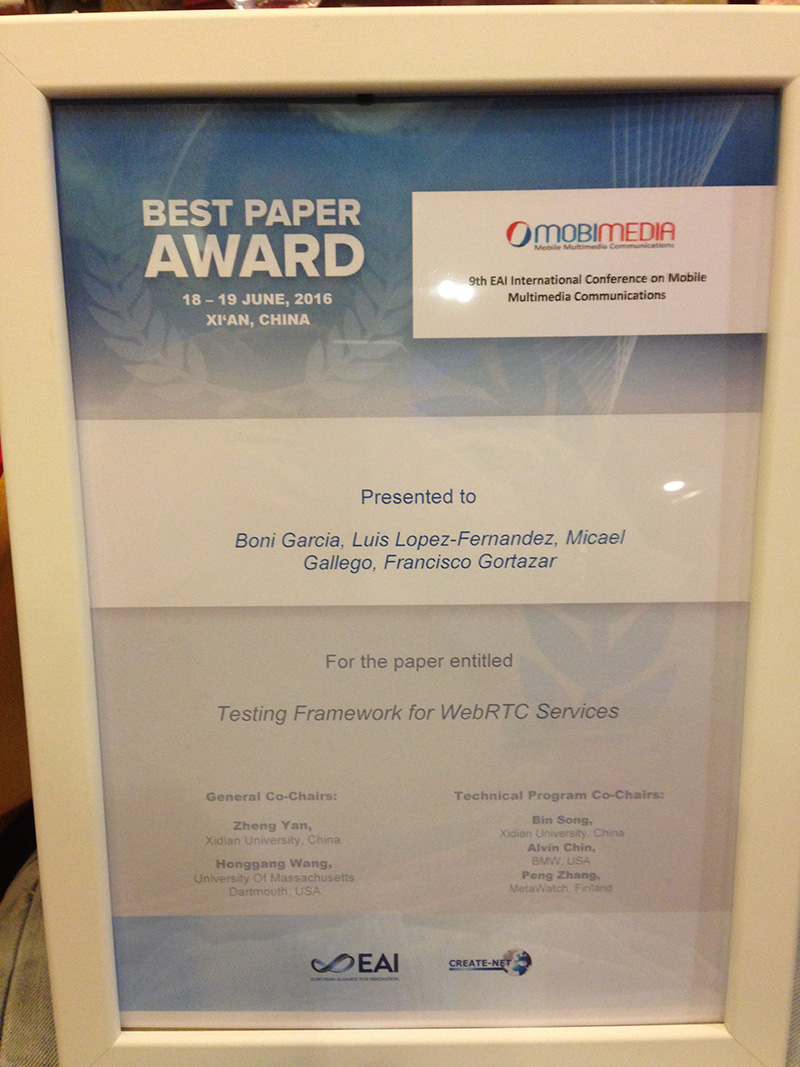 BEST PAPER
AWARD
18 – 19 JUNE, 2016
XI'AN, CHINA
MOBIMEDIA
Mobile Multimedia Communications
9th EAI International Conference on Mobile
Multimedia Communications
Presented to
Boni Garcia, Luis Lopez-Fernandez, Micael
Gallego, Francisco Gortazar
For the paper entitled
Testing Framework for WebRTC Services
General Co-Chairs:
Zheng Yan,
Xidian University, China
Honggang Wang,
University Of Massachusetts
Dartmouth, USA
Technical Program Co-Chairs:
Bin Song,
Xidian University, China
Alvin Chin,
BMW, USA
Peng Zhang,
MetaWatch, Finland
EAI
EUROPEAN ALLIANCE FOR INNOVATION
CREATE-NET